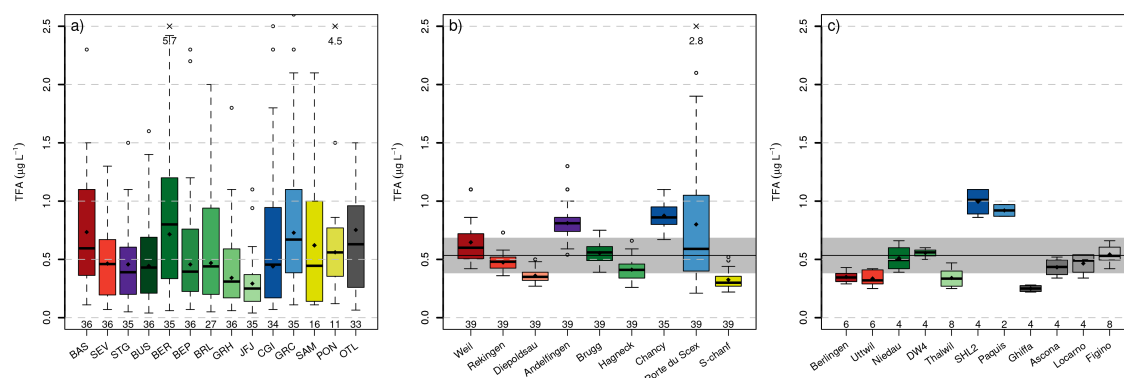 a)
5.7
4.5
TFA (µg L⁻¹)
2.5
2.0
1.5
1.0
0.5
0.0
36 36 35 36 35 36 27 36 35 34 35 16 11 33
BAS SEV STG BUS BER BEP BRL GRH JFJ CGI GRC SAM PON OTL
b)
2.8
TFA (µg L⁻¹)
2.5
2.0
1.5
1.0
0.5
0.0
39 39 39 39 39 39 35 39 39
Weil Rekingen Diepoldsau Andelfingen Brugg Hagneck Chancy Porte du Scex S-chanf
c)
TFA (µg L⁻¹)
2.5
2.0
1.5
1.0
0.5
0.0
6 6 4 4 8 4 2 4 4 4 8
Berlingen Uttwil Niedau DW4 Thalwil SHL2 Paquis Ghiffa Ascona Locarno Figino